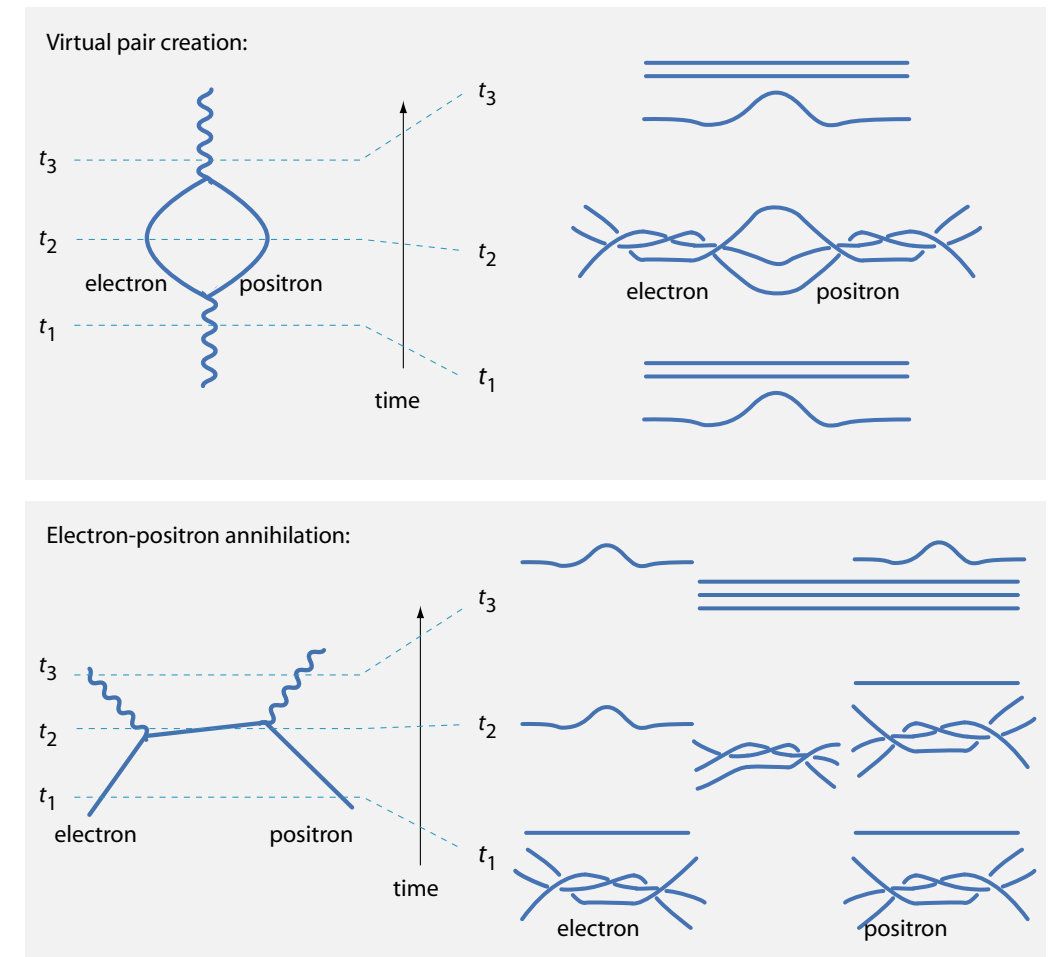 Virtual pair creation:
t3
t3
t2
t2
electron
positron
electron
positron
t1
t1
time
Electron-positron annihilation:
t3
t3
t2
t2
t1
electron
positron
t1
time
electron
positron